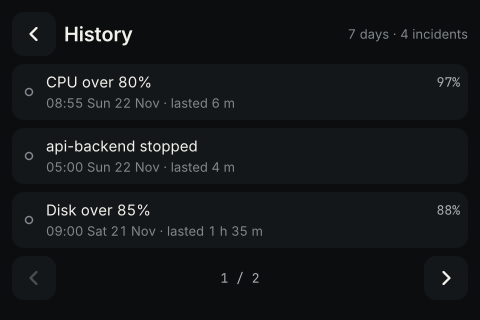 History
7 days · 4 incidents
CPU over 80%
97%
08:55 Sun 22 Nov · lasted 6 m
api-backend stopped
05:00 Sun 22 Nov · lasted 4 m
Disk over 85%
88%
09:00 Sat 21 Nov · lasted 1 h 35 m
1 / 2